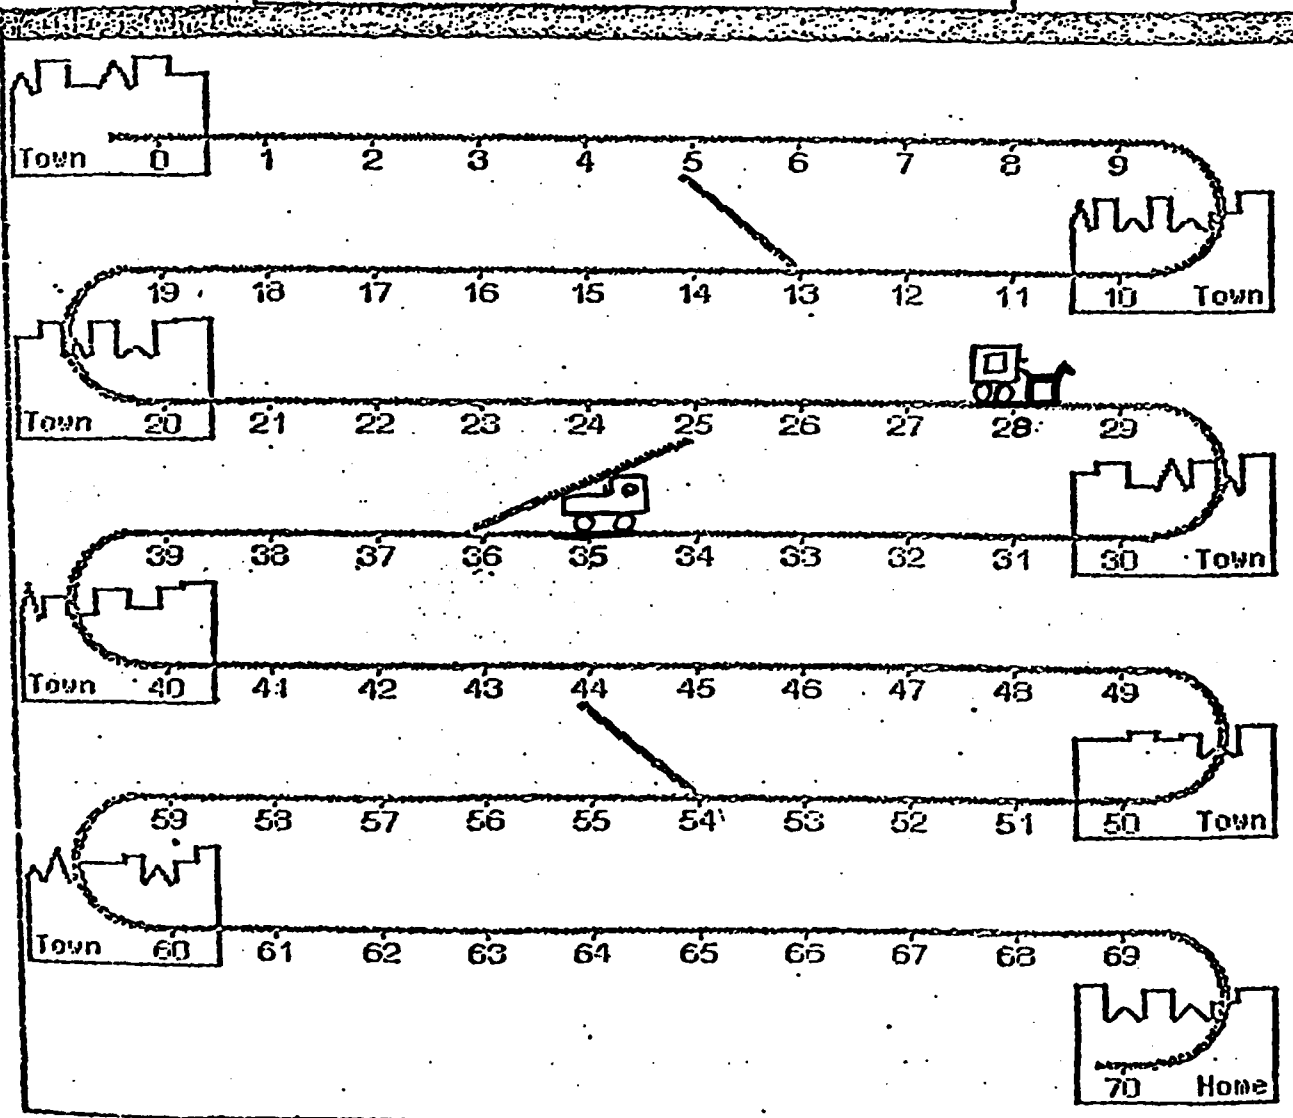 Town 0 1 2 3 4 5 6 7 8 9
19 18 17 16 15 14 13 12 11 10 Town
Town 20 21 22 23 24 25 26 27 28 29
39 38 37 36 35 34 33 32 31 30 Town
Town 40 41 42 43 44 45 46 47 48 49
59 58 57 56 55 54 53 52 51 50 Town
Town 60 61 62 63 64 65 66 67 68 69
70 Home